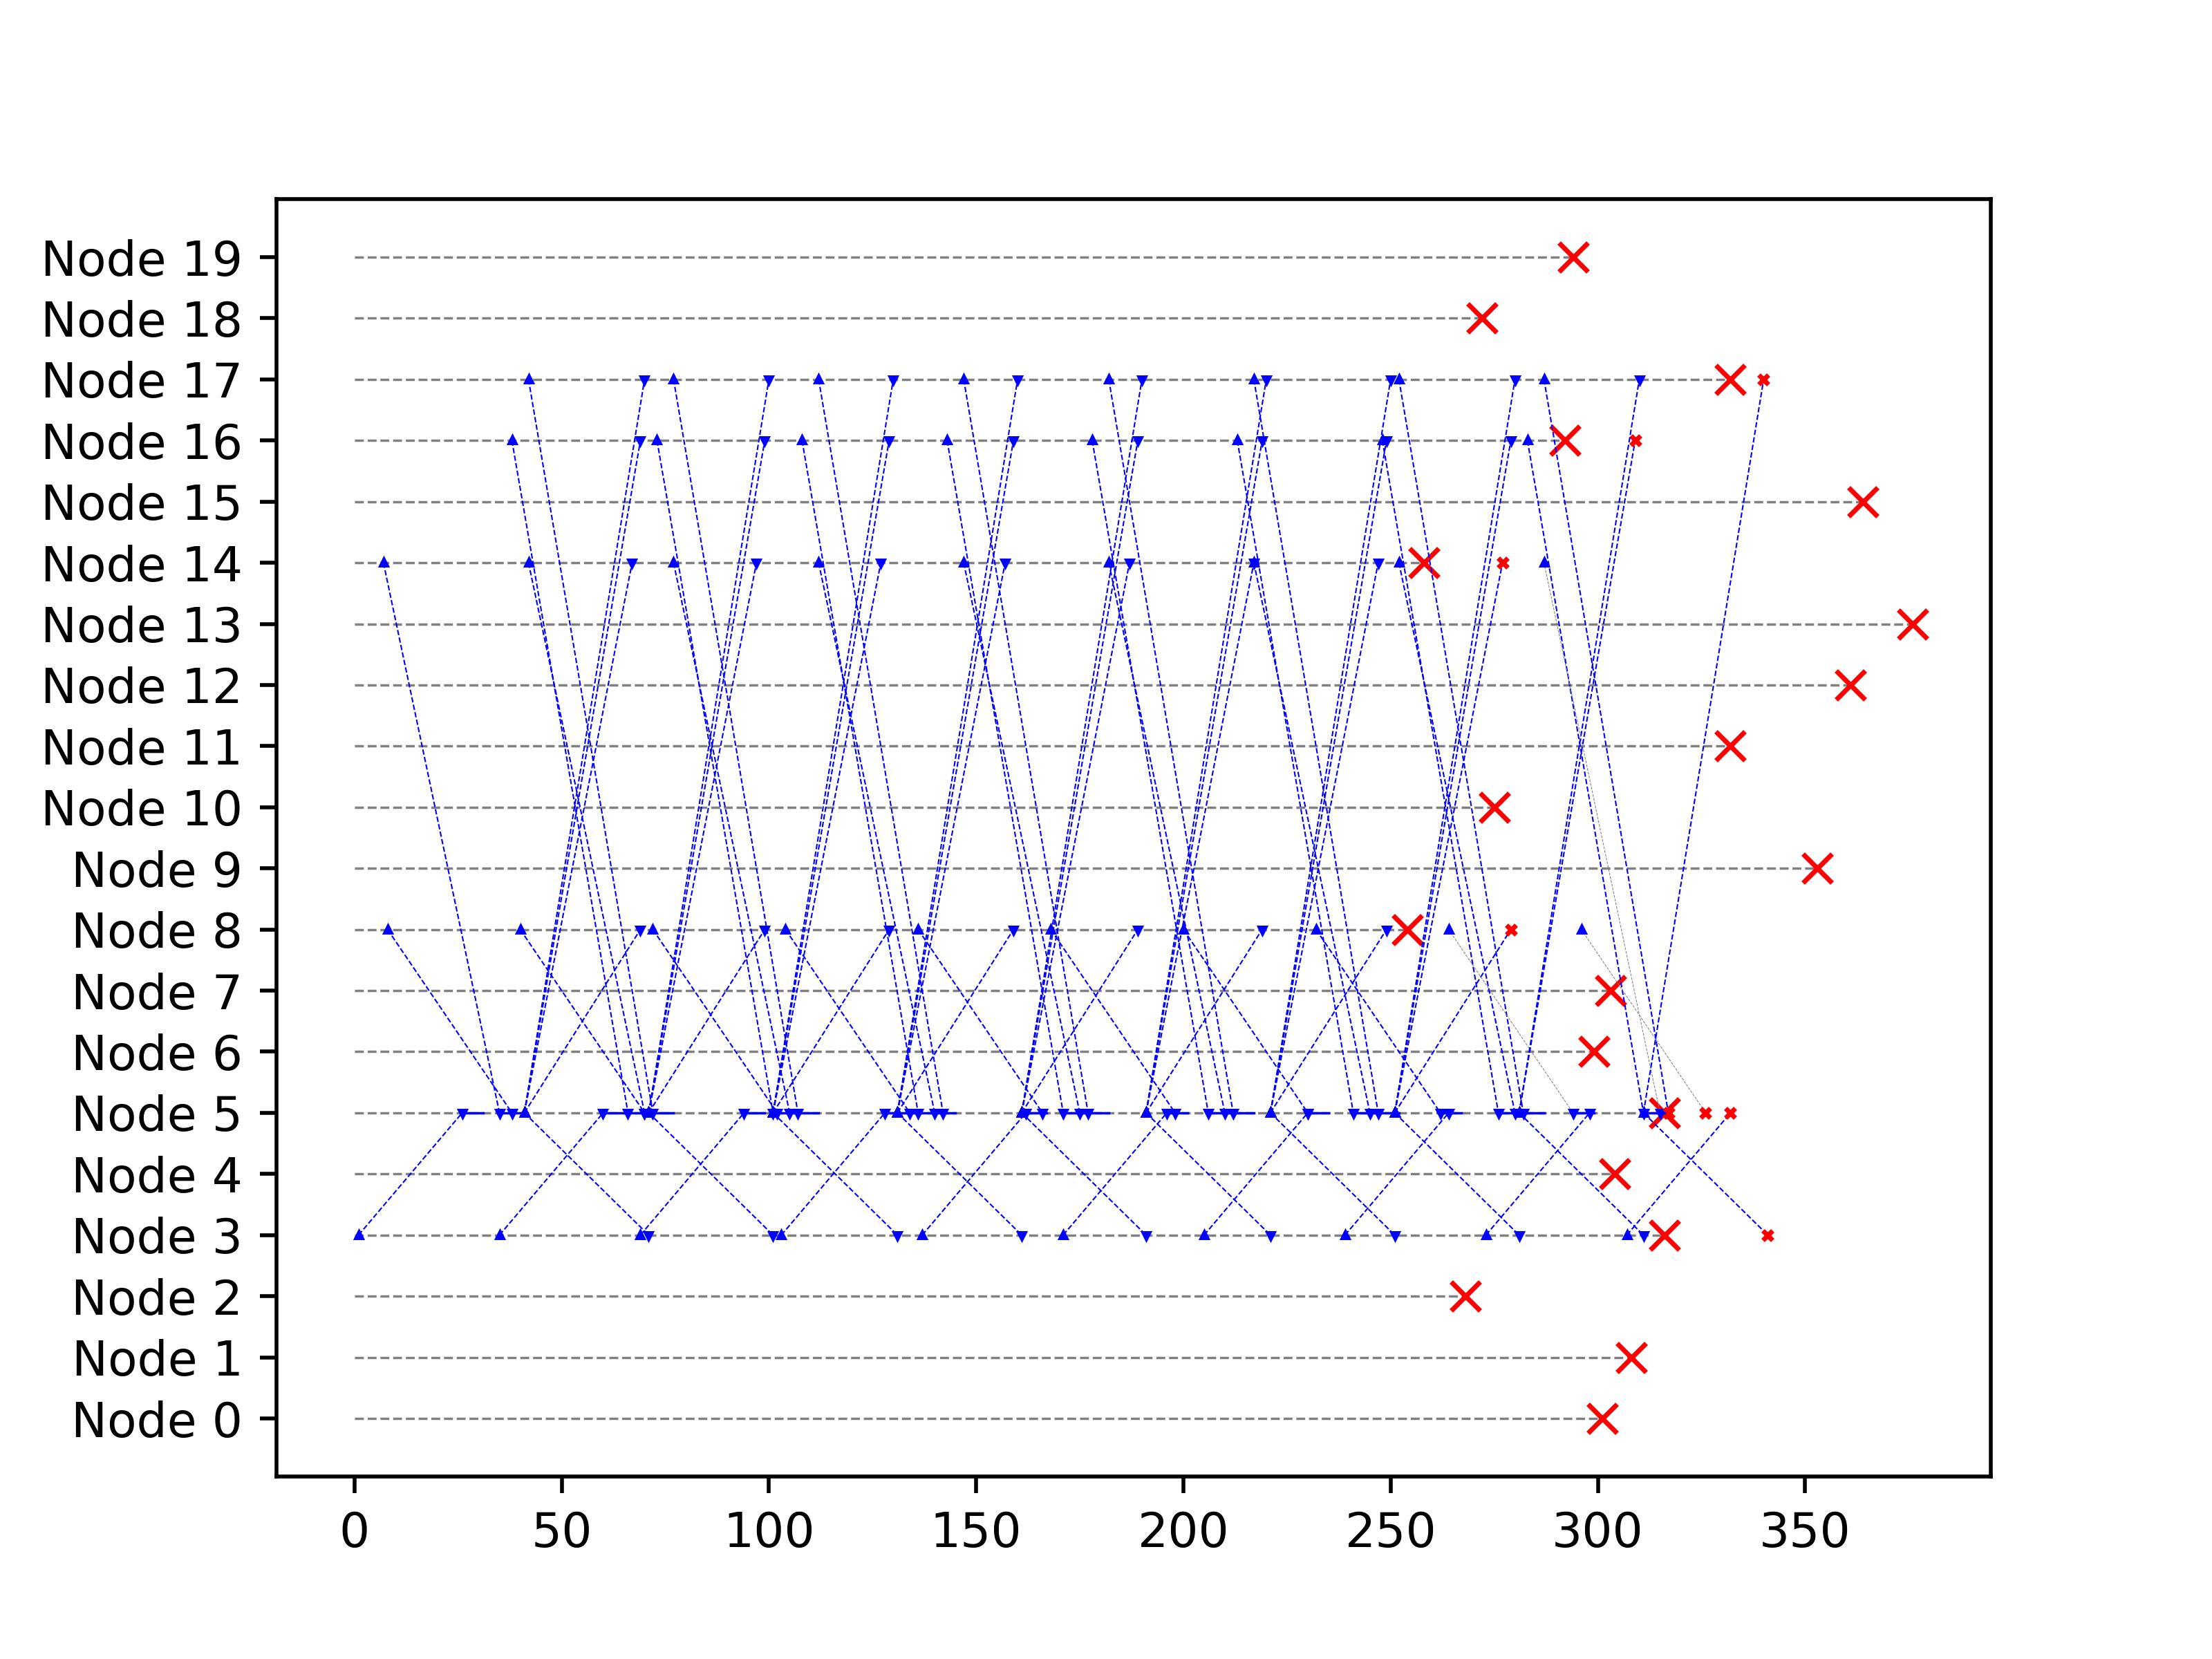 Node 19
Node 18
Node 17
Node 16
Node 15
Node 14
Node 13
Node 12
Node 11
Node 10
Node 9
Node 8
Node 7
Node 6
Node 5
Node 4
Node 3
Node 2
Node 1
Node 0
0 50 100 150 200 250 300 350